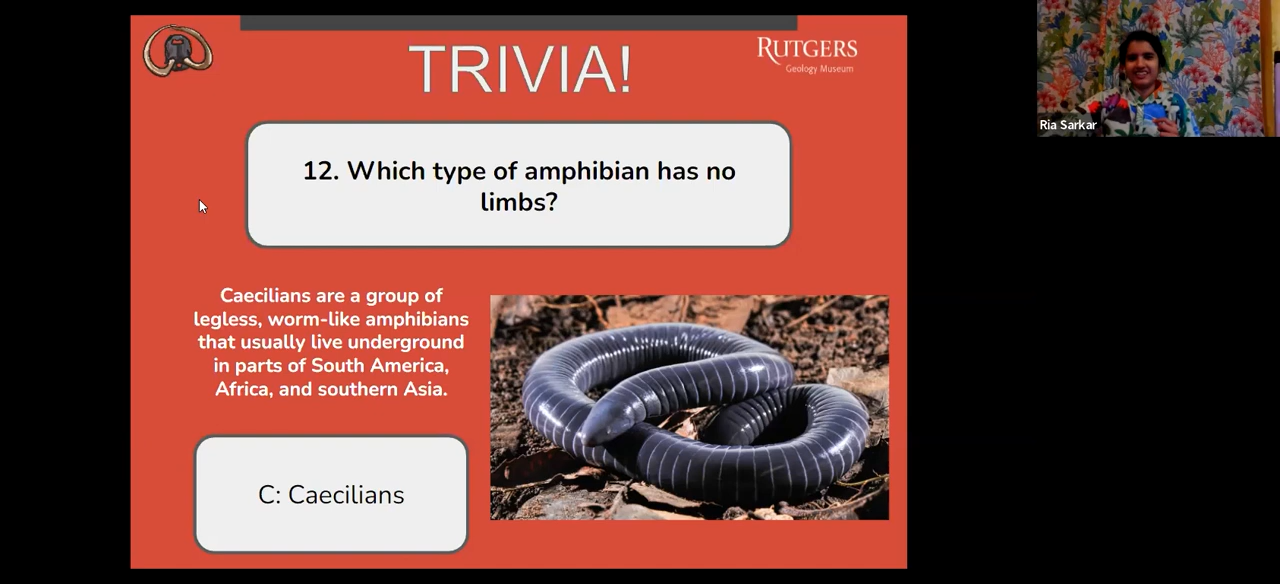 TRIVIA!
RUTGERS
Geology Museum
Ria Sarkar
12. Which type of amphibian has no
limbs?
Caecilians are a group of
legless, worm-like amphibians
that usually live underground
in parts of South America,
Africa, and southern Asia.
C: Caecilians